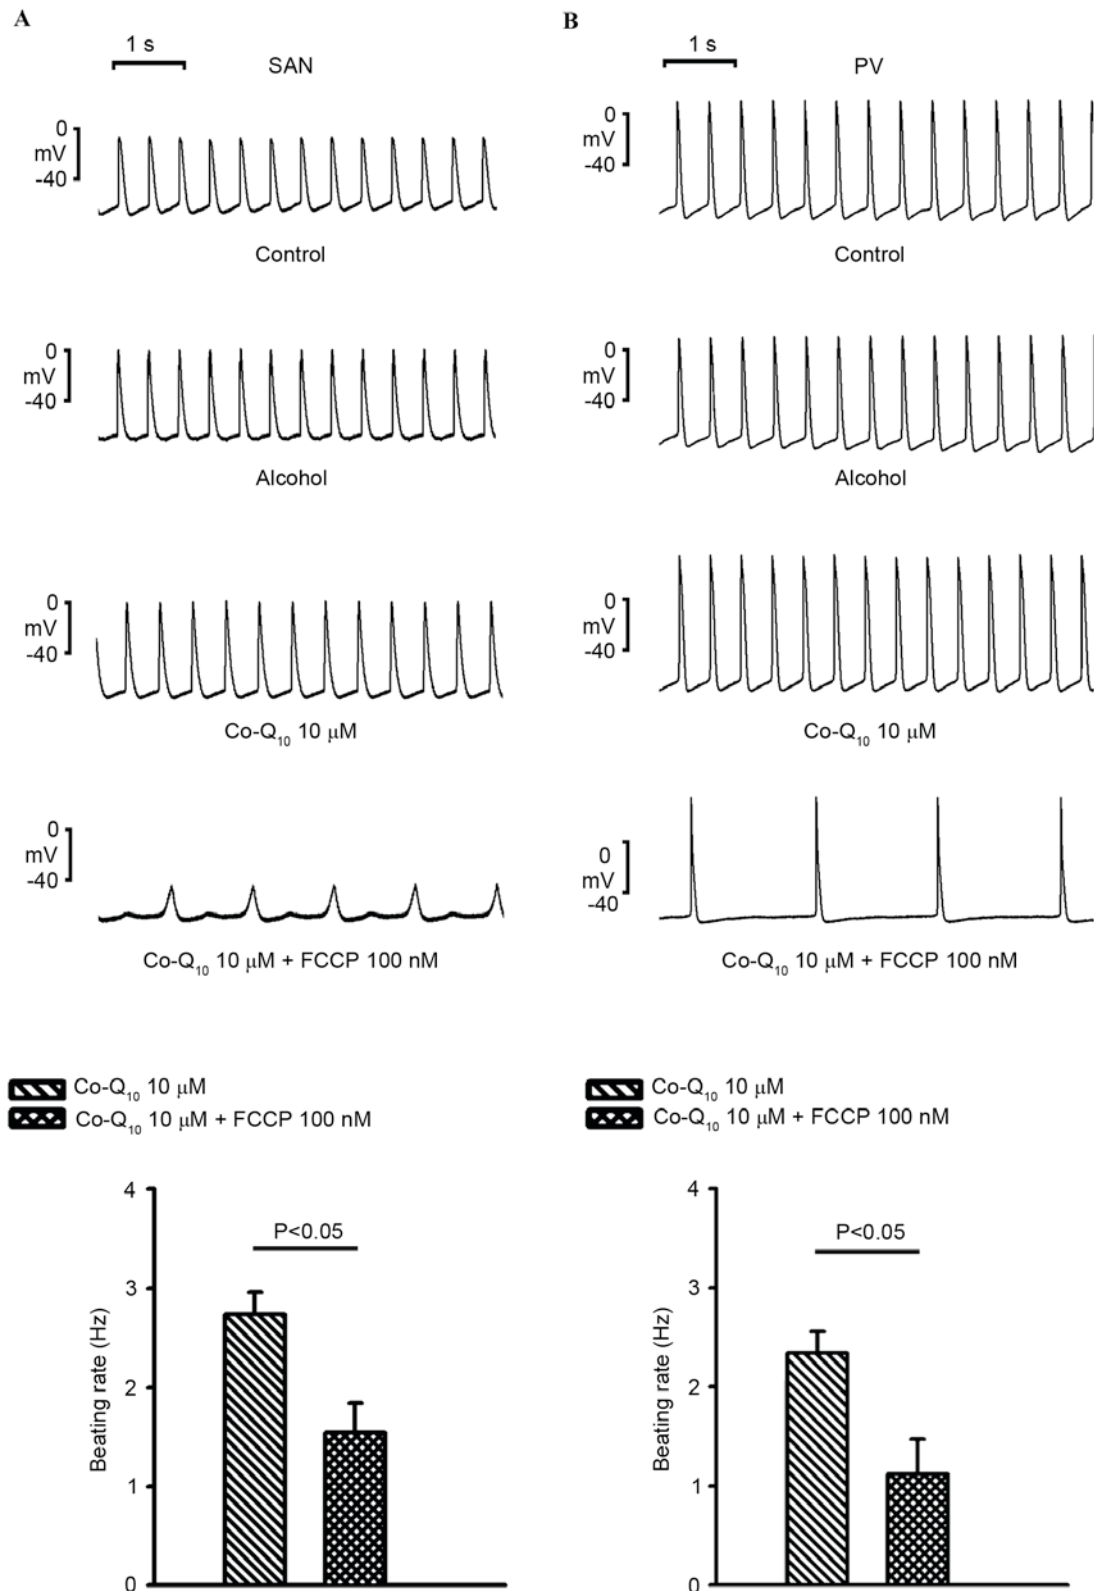 A
1 s
SAN
0
mV
-40
Control
0
mV
-40
Alcohol
0
mV
-40
Co-Q10 10 μM
0
mV
-40
Co-Q10 10 μM + FCCP 100 nM
Co-Q10 10 μM
Co-Q10 10 μM + FCCP 100 nM
4
3
2
1
0
Beating rate (Hz)
P<0.05
B
1 s
PV
0
mV
-40
Control
0
mV
-40
Alcohol
0
mV
-40
Co-Q10 10 μM
0
mV
-40
Co-Q10 10 μM + FCCP 100 nM
Co-Q10 10 μM
Co-Q10 10 μM + FCCP 100 nM
4
3
2
1
0
Beating rate (Hz)
P<0.05